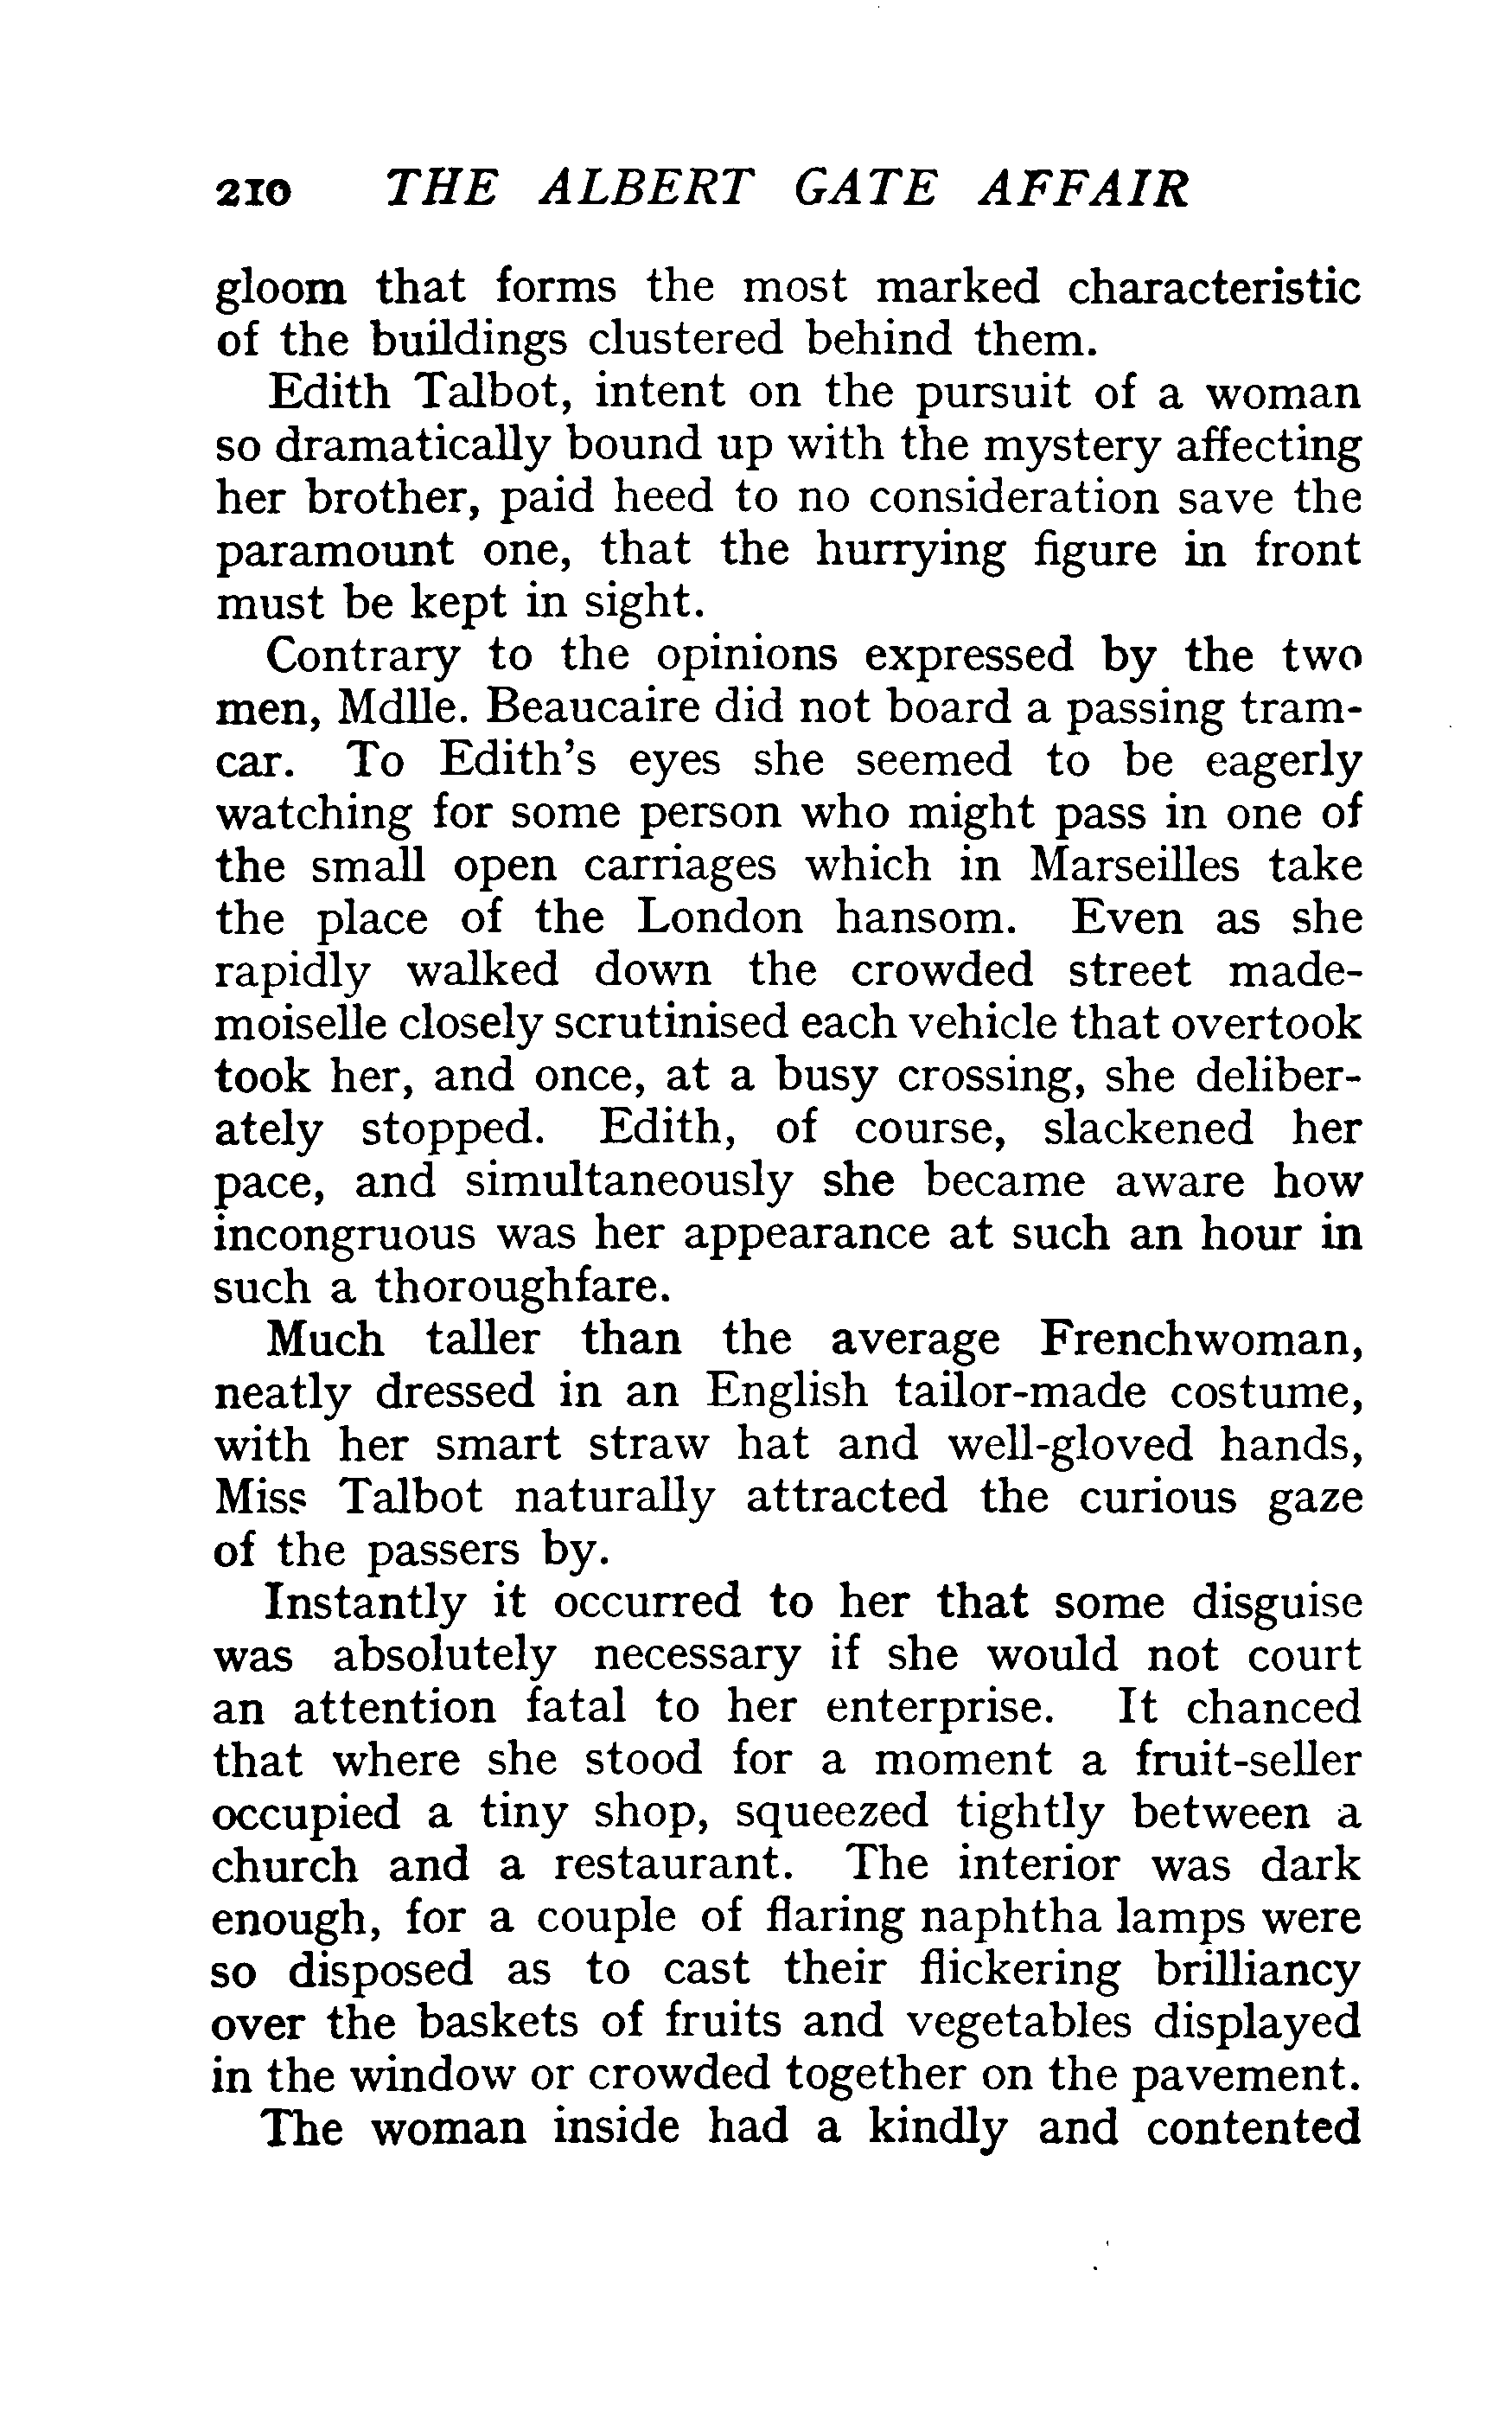 210 THE ALBERT GATE AFFAIR
gloom that forms the most marked characteristic
of the buildings clustered behind them.
Edith Talbot, intent on the pursuit of a woman
so dramatically bound up with the mystery affecting
her brother, paid heed to no consideration save the
paramount one, that the hurrying figure in front
must be kept in sight.
Contrary to the opinions expressed by the two
men, Mdlle. Beaucaire did not board a passing tram-
car. To Edith's eyes she seemed to be eagerly
watching for some person who might pass in one of
the small open carriages which in Marseilles take
the place of the London hansom. Even as she
rapidly walked down the crowded street made-
moiselle closely scrutinised each vehicle that overtook
took her, and once, at a busy crossing, she deliber-
ately stopped. Edith, of course, slackened her
pace, and simultaneously she became aware how
incongruous was her appearance at such an hour in
such a thoroughfare.
Much taller than the average Frenchwoman,
neatly dressed in an English tailor-made costume,
with her smart straw hat and well-gloved hands,
Miss Talbot naturally attracted the curious gaze
of the passers by.
Instantly it occurred to her that some disguise
was absolutely necessary if she would not court
an attention fatal to her enterprise. It chanced
that where she stood for a moment a fruit-seller
occupied a tiny shop, squeezed tightly between a
church and a restaurant. The interior was dark
enough, for a couple of flaring naphtha lamps were
so disposed as to cast their flickering brilliancy
over the baskets of fruits and vegetables displayed
in the window or crowded together on the pavement.
The woman inside had a kindly and contented